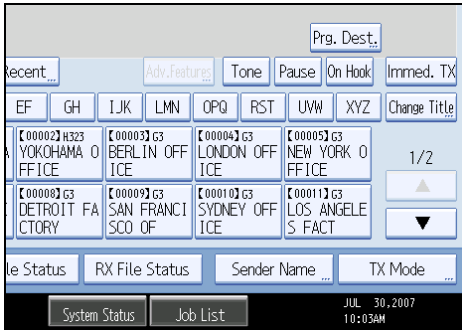 Prg. Dest.
Recent Adv.Features Tone Pause On Hook Immed. TX
EF GH IJK LMN OPQ RST UVW XYZ Change Title
【00002】H323 【00003】G3 【00004】G3 【00005】G3
YOKOHAMA O BERLIN OFF LONDON OFF NEW YORK O
FFICE ICE ICE FFICE
1/2
【00008】G3 【00009】G3 【00010】G3 【00011】G3
DETROIT FA SAN FRANCI SYDNEY OFF LOS ANGELE
CTORY SCO OF ICE S FACT
le Status RX File Status Sender Name TX Mode
System Status Job List JUL 30,2007
10:03AM